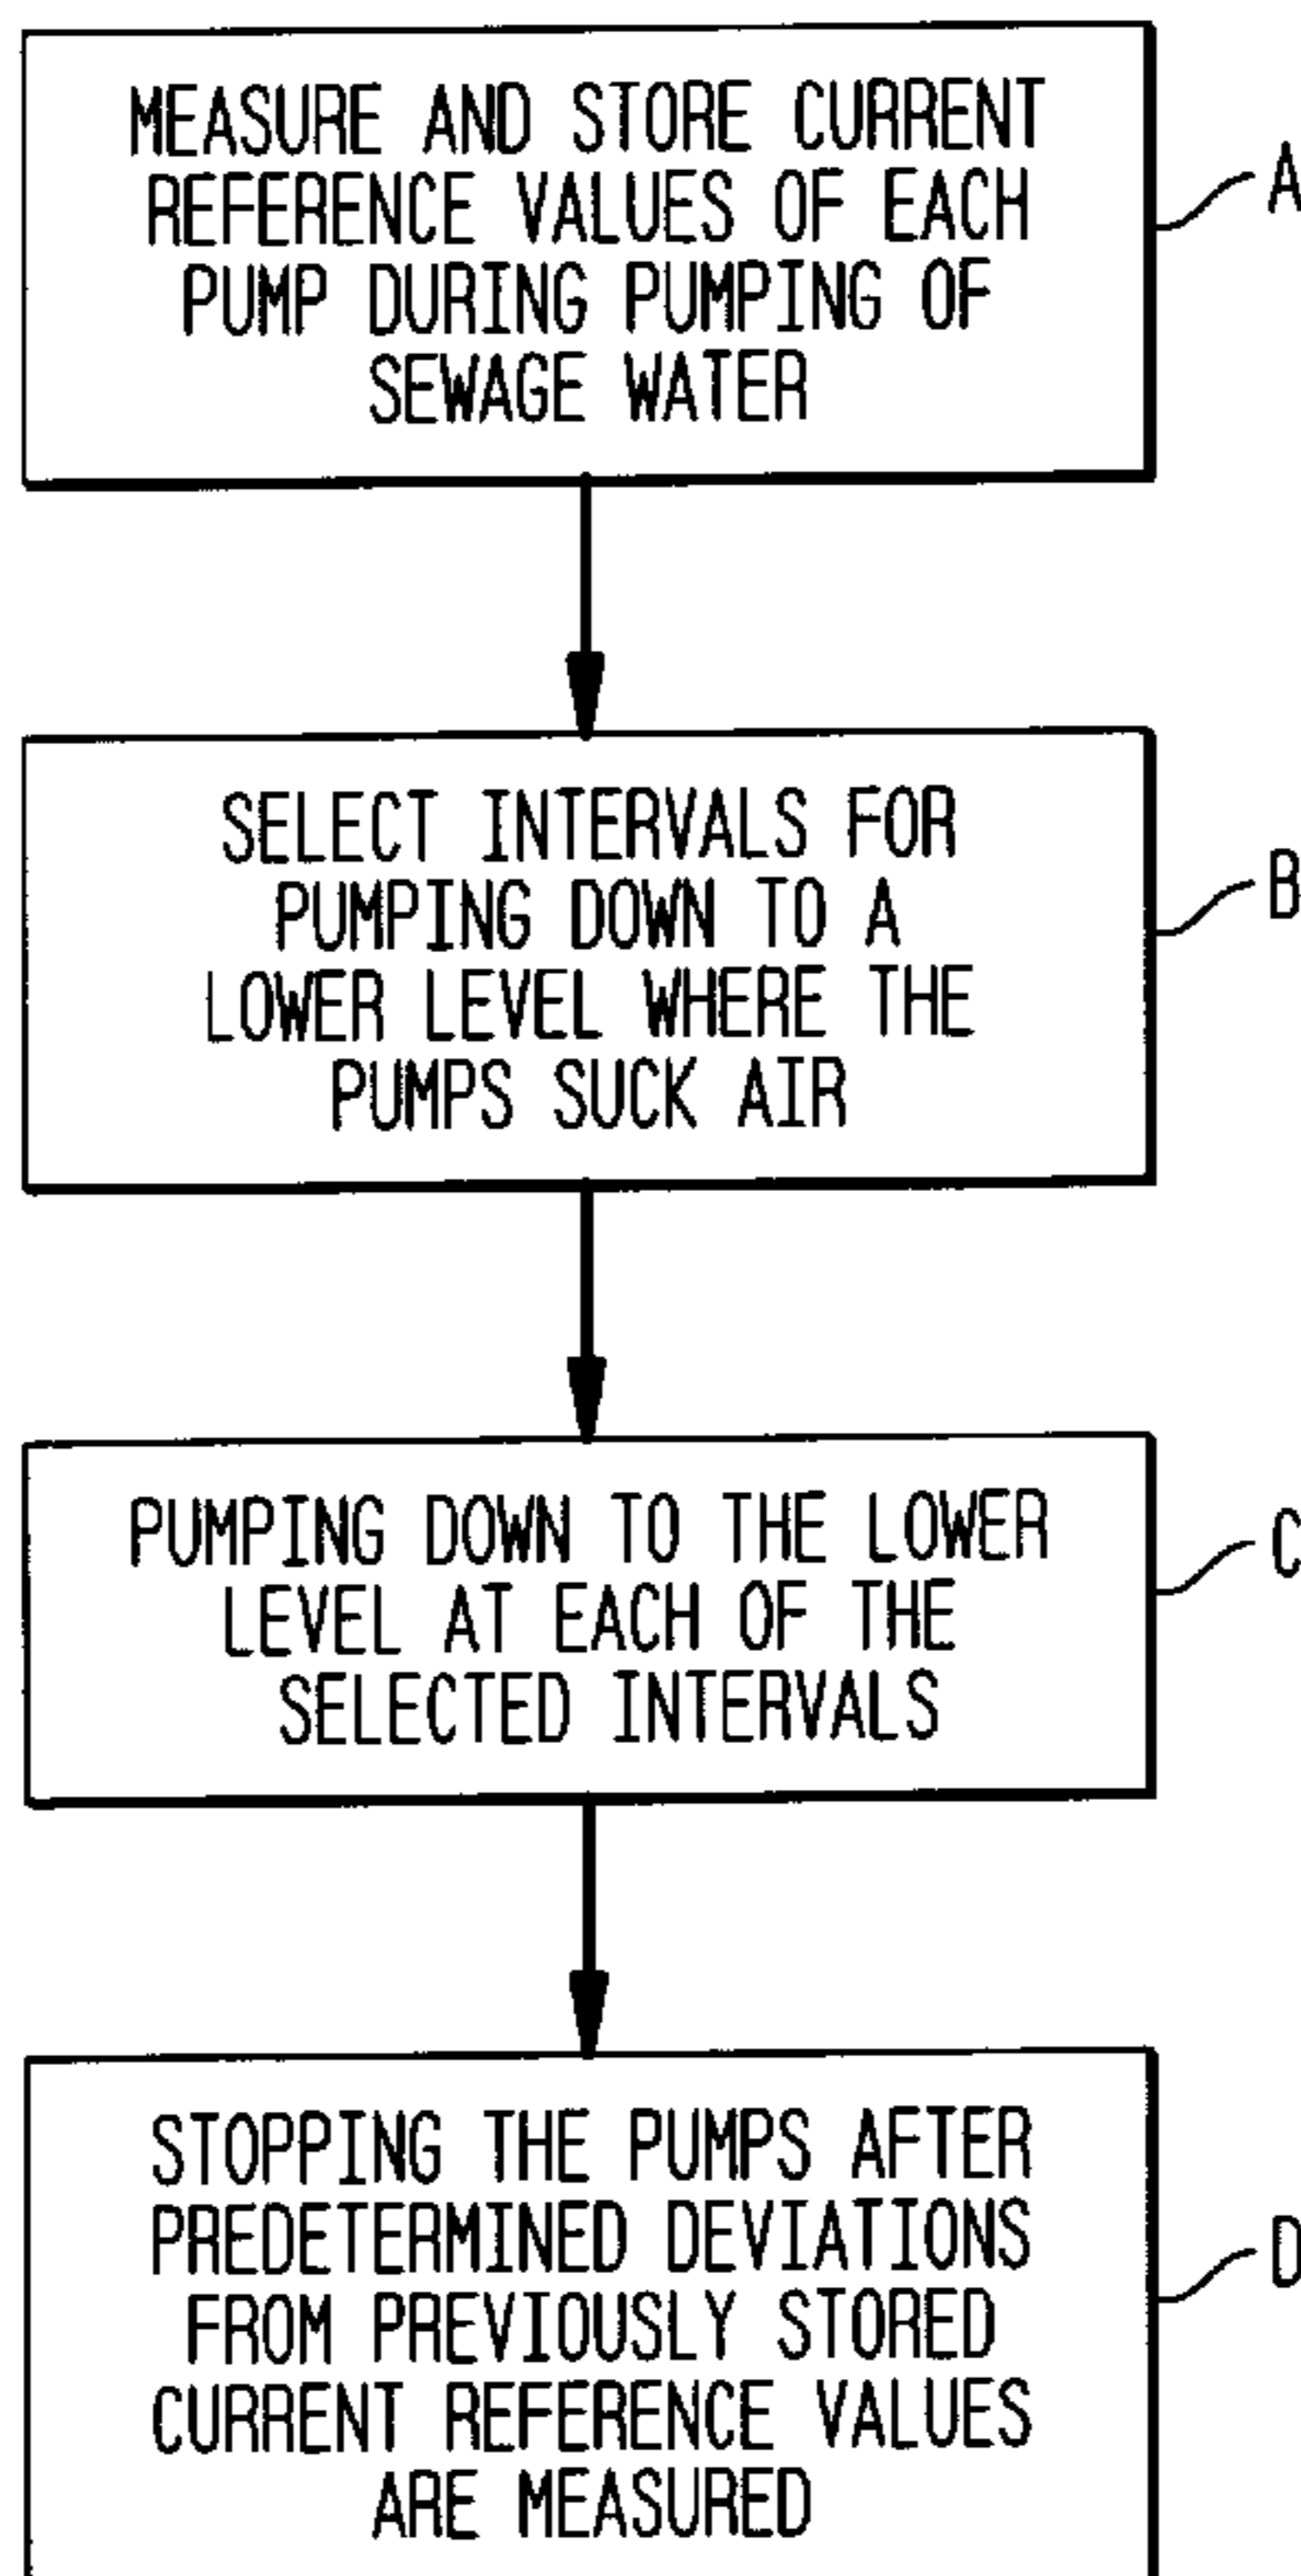 MEASURE AND STORE CURRENT
REFERENCE VALUES OF EACH
PUMP DURING PUMPING OF
SEWAGE WATER
A
SELECT INTERVALS FOR
PUMPING DOWN TO A
LOWER LEVEL WHERE THE
PUMPS SUCK AIR
B
PUMPING DOWN TO THE LOWER
LEVEL AT EACH OF THE
SELECTED INTERVALS
C
STOPPING THE PUMPS AFTER
PREDETERMINED DEVIATIONS
FROM PREVIOUSLY STORED
CURRENT REFERENCE VALUES
ARE MEASURED
D